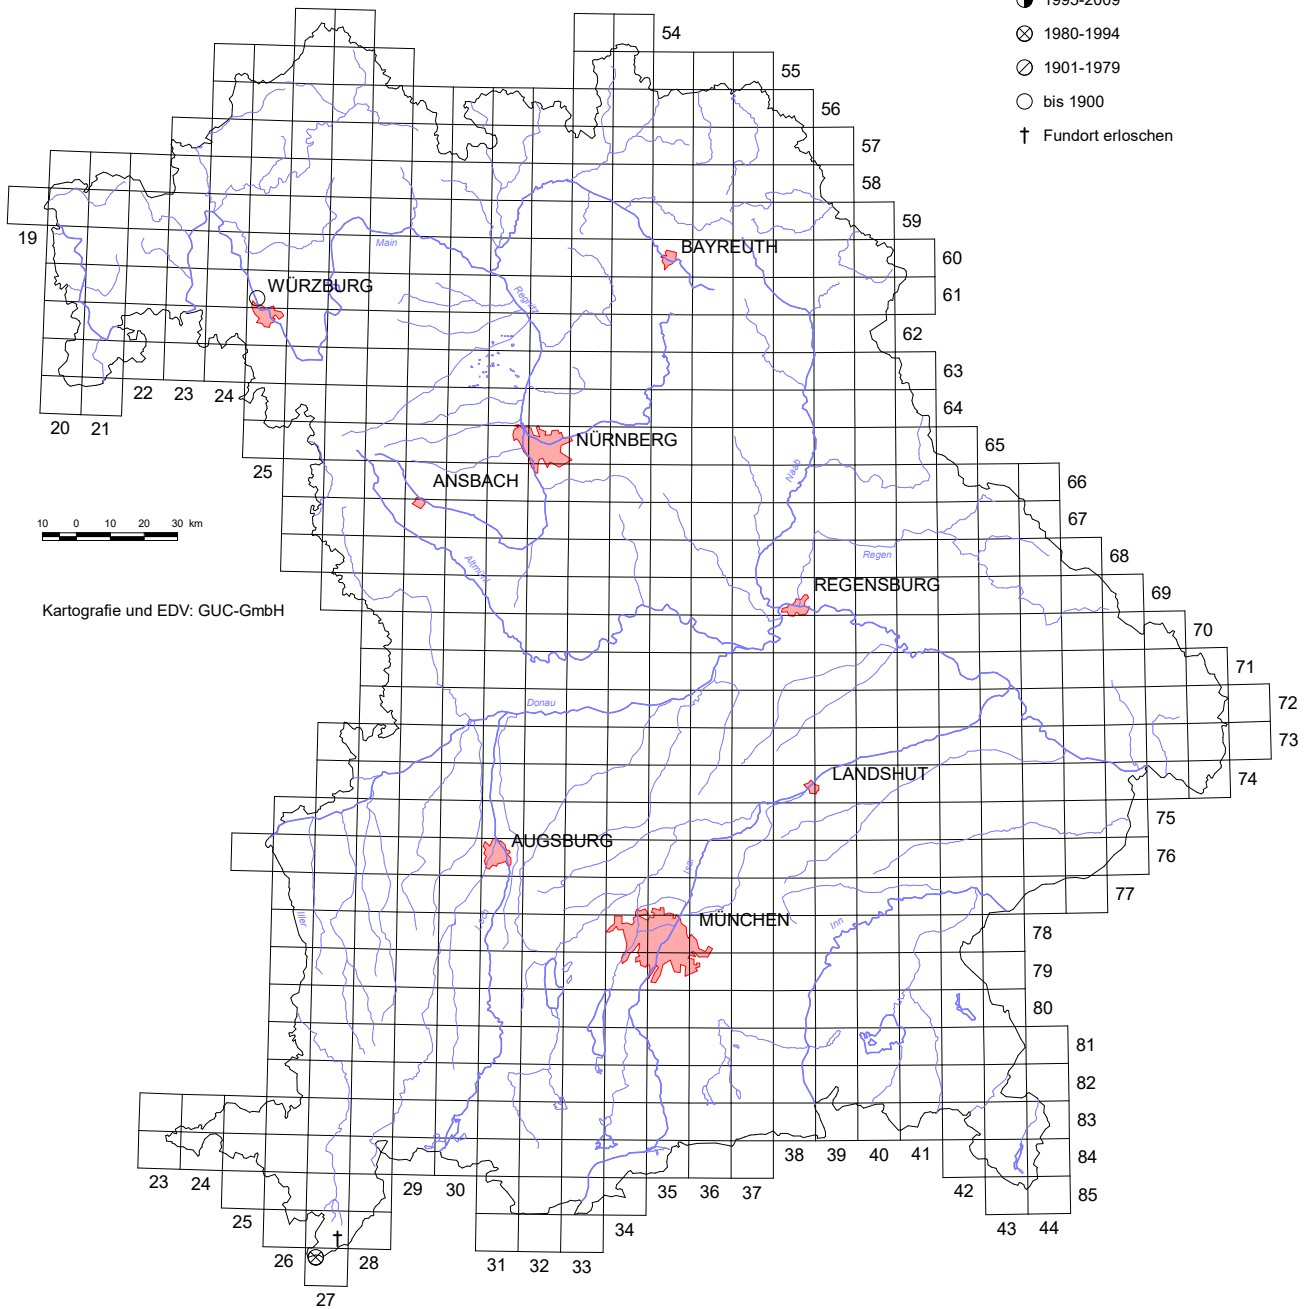 1995-2009
1980-1994
1901-1979
bis 1900
† Fundort erloschen
54
55
56
57
58
59
60
61
62
63
64
65
66
67
68
69
70
71
72
73
74
75
76
77
78
79
80
81
82
83
84
85
19
20
21
22
23
24
25
WÜRZBURG
Main
BAYREUTH
Regnitz
NÜRNBERG
ANSBACH
Naab
Altmühl
Regen
REGENSBURG
10 0 10 20 30 km
Kartografie und EDV: GUC-GmbH
Donau
LANDSHUT
AUGSBURG
Isar
Iller
Lech
MÜNCHEN
Inn
23
24
25
26
27
28
29
30
31
32
33
34
35
36
37
38
39
40
41
42
43
44
†